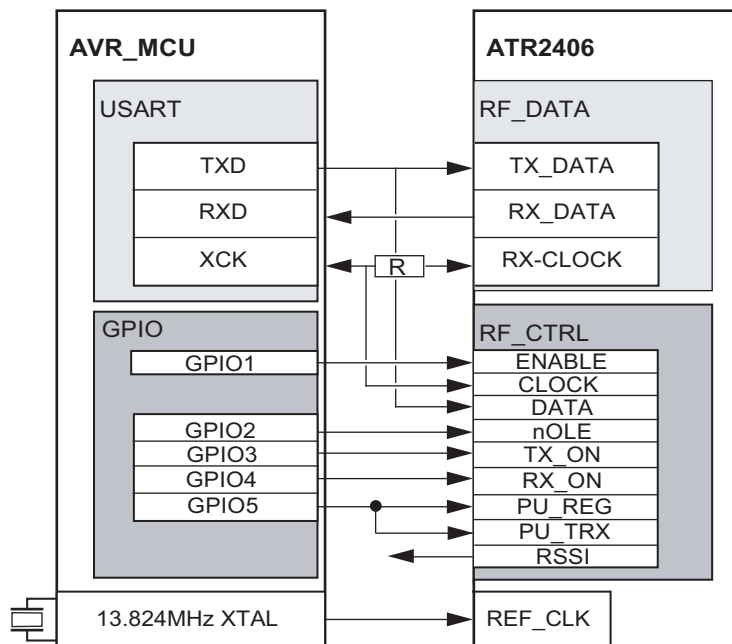 AVR_MCU
USART
TXD
RXD
XCK
GPIO
GPIO1
GPIO2
GPIO3
GPIO4
GPIO5
13.824MHz XTAL
R
ATR2406
RF_DATA
TX_DATA
RX_DATA
RX-CLOCK
RF_CTRL
ENABLE
CLOCK
DATA
nOLE
TX_ON
RX_ON
PU_REG
PU_TRX
RSSI
REF_CLK